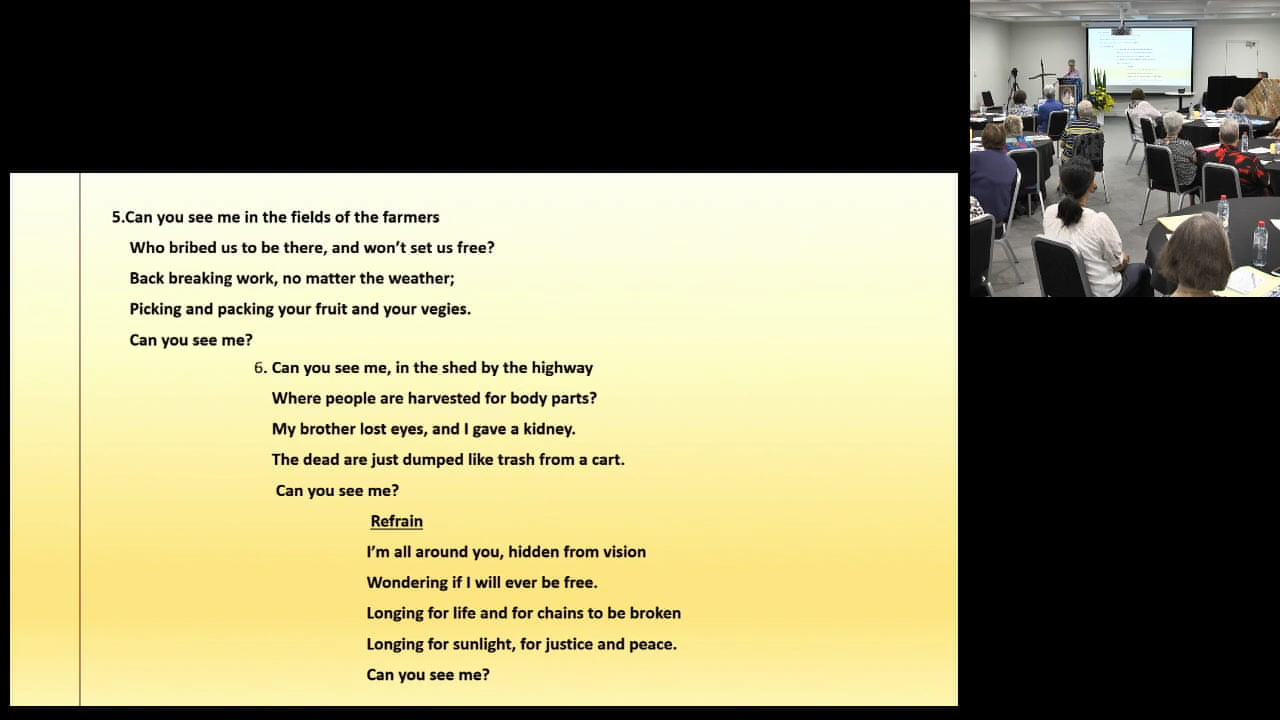 5.Can you see me in the fields of the farmers
Who bribed us to be there, and won’t set us free?
Back breaking work, no matter the weather;
Picking and packing your fruit and your vegies.
Can you see me?
6. Can you see me, in the shed by the highway
Where people are harvested for body parts?
My brother lost eyes, and I gave a kidney.
The dead are just dumped like trash from a cart.
Can you see me?
Refrain
I’m all around you, hidden from vision
Wondering if I will ever be free.
Longing for life and for chains to be broken
Longing for sunlight, for justice and peace.
Can you see me?